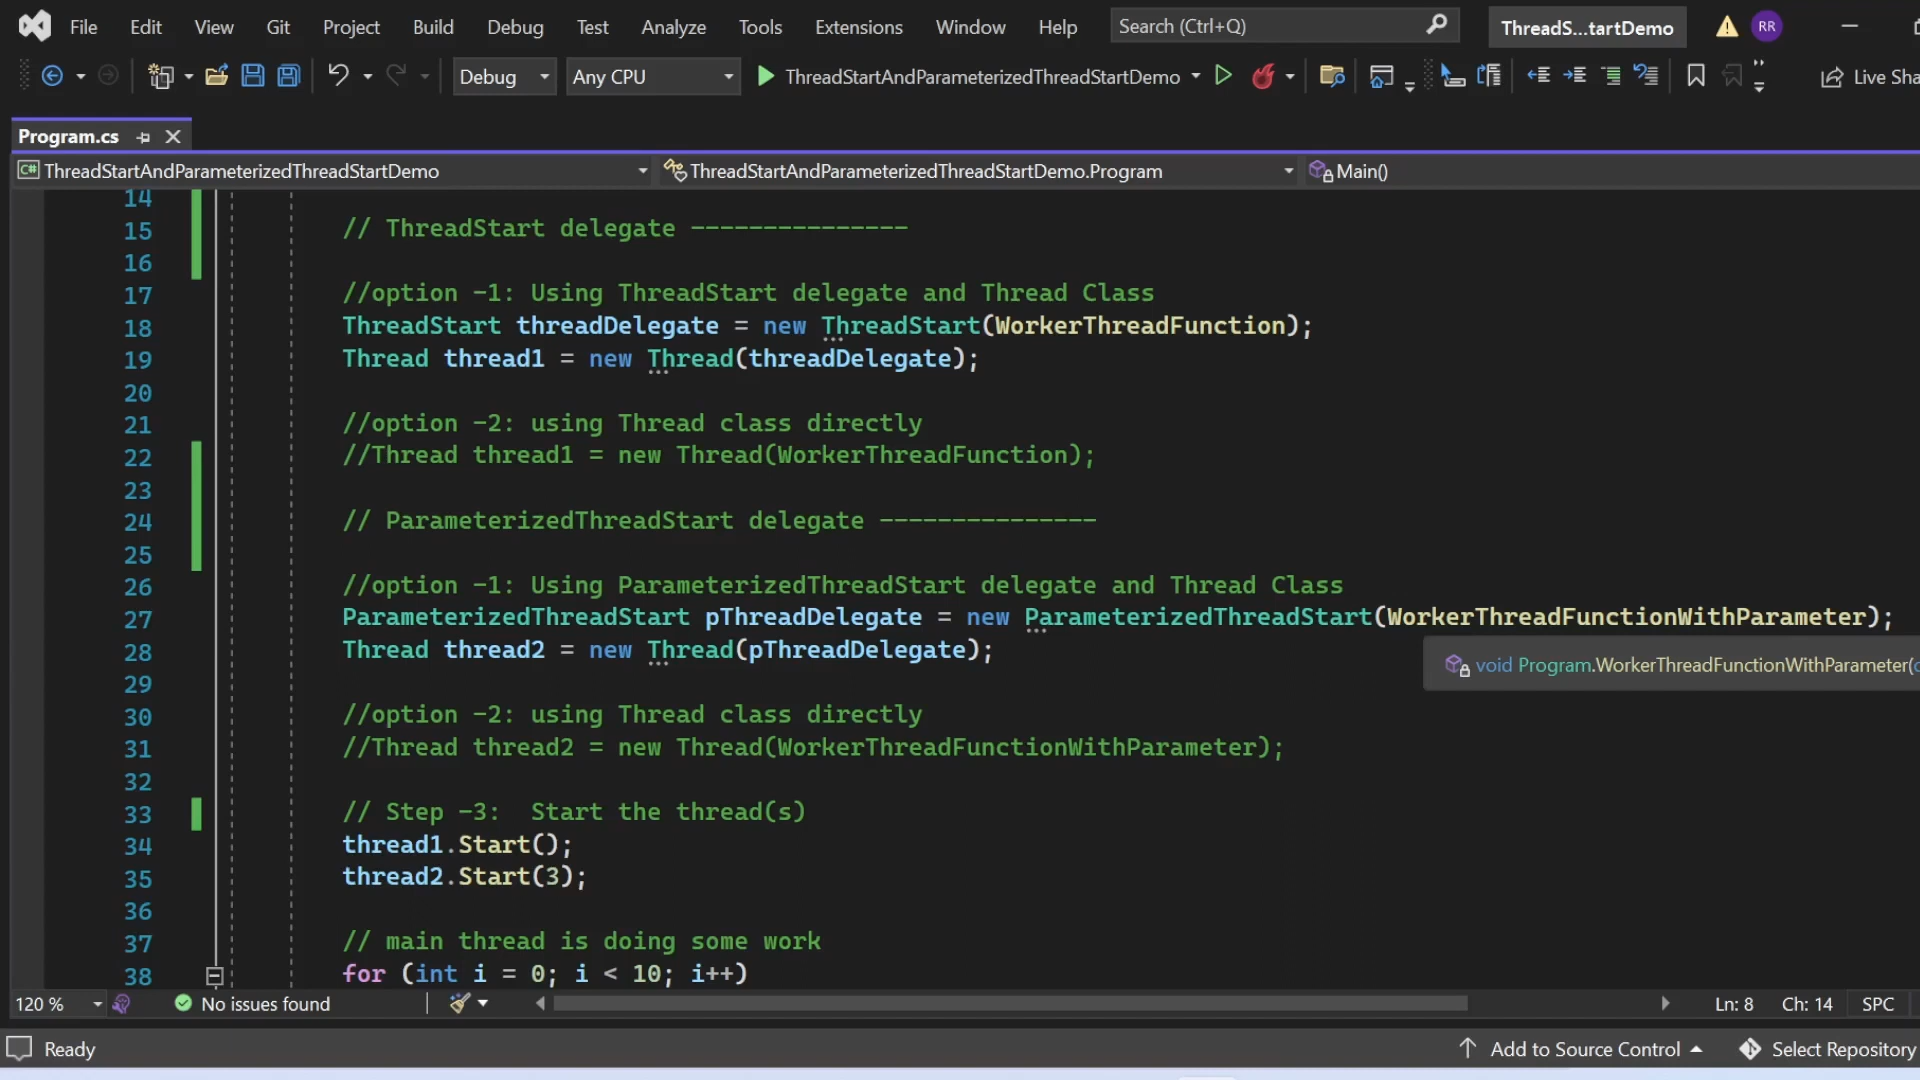 File Edit View Git Project Build Debug Test Analyze Tools Extensions Window Help Search (Ctrl+Q) ThreadS...tartDemo RR
Debug Any CPU ThreadStartAndParameterizedThreadStartDemo Live Sha
Program.cs
C# ThreadStartAndParameterizedThreadStartDemo ThreadStartAndParameterizedThreadStartDemo.Program Main()
14
15 // ThreadStart delegate ---------------
16
17 //option -1: Using ThreadStart delegate and Thread Class
18 ThreadStart threadDelegate = new ThreadStart(WorkerThreadFunction);
19 Thread thread1 = new Thread(threadDelegate);
20
21 //option -2: using Thread class directly
22 //Thread thread1 = new Thread(WorkerThreadFunction);
23
24 // ParameterizedThreadStart delegate ---------------
25
26 //option -1: Using ParameterizedThreadStart delegate and Thread Class
27 ParameterizedThreadStart pThreadDelegate = new ParameterizedThreadStart(WorkerThreadFunctionWithParameter);
28 Thread thread2 = new Thread(pThreadDelegate);
void Program.WorkerThreadFunctionWithParameter(
29
30 //option -2: using Thread class directly
31 //Thread thread2 = new Thread(WorkerThreadFunctionWithParameter);
32
33 // Step -3:  Start the thread(s)
34 thread1.Start();
35 thread2.Start(3);
36
37 // main thread is doing some work
38 for (int i = 0; i < 10; i++)
120 % No issues found Ln: 8 Ch: 14 SPC
Ready Add to Source Control Select Repository